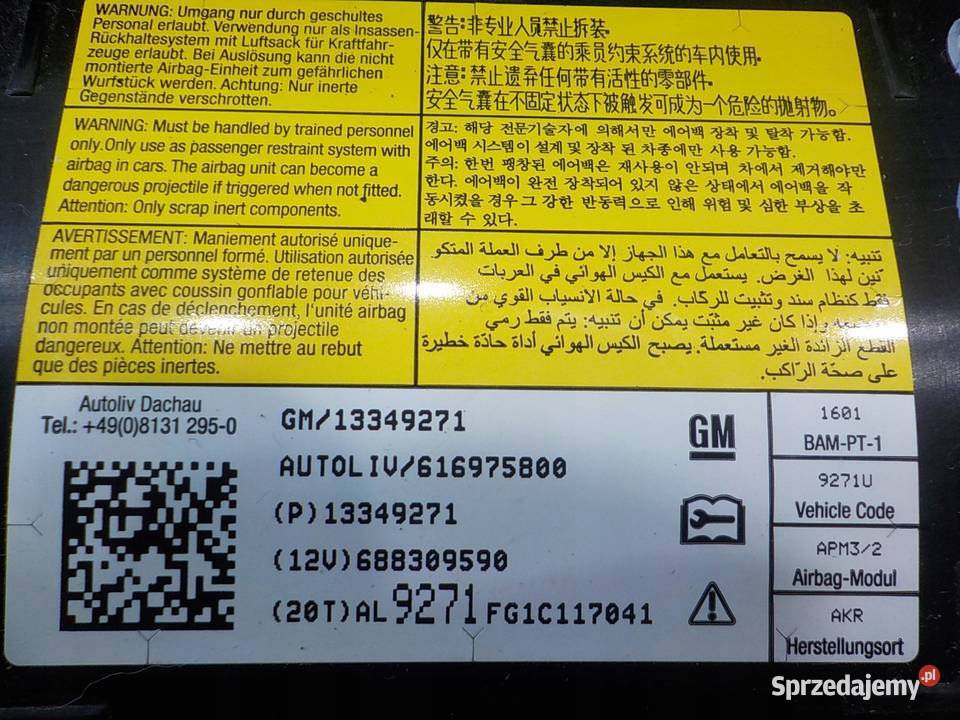 WARNUNG: Umgang nur durch geschultes
Personal erlaubt. Verwendung nur als Insassen-
Rückhaltesystem mit Luftsack für Kraftfahr-
zeuge erlaubt. Bei Auslösung kann die nicht
montierte Airbag-Einheit zum gefährlichen
Wurfstück werden. Achtung: Nur inerte
Gegenstände verschrotten.
警告:非专业人员禁止拆装.
仅在带有安全气囊的乘员约束系统的车内使用.
注意: 禁止遗弃任何带有活性的零部件.
安全气囊在不固定状态下被触发可成为一个危险的抛射物.
WARNING: Must be handled by trained personnel
only.Only use as passenger restraint system with
airbag in cars. The airbag unit can become a
dangerous projectile if triggered when not fitted.
Attention: Only scrap inert components.
경고: 해당 전문기술자에 의해서만 에어백 장착 및 탈착 가능함.
에어백 시스템이 설계 및 장착 된 차종에만 사용 가능함.
주의: 한번 팽창된 에어백은 재사용이 안되며 차에서 제거해야만
한다. 에어백이 완전 장착되어 있지 않은 상태에서 에어백을 작
동시켰을 경우 그 강한 반동력으로 인해 위험 및 심한 부상을 초
래할 수 있다.
AVERTISSEMENT: Maniement autorisé unique-
ment par un personnel formé. Utilisation autorisée
uniquement comme système de retenue des
occupants avec coussin gonflable pour véhi-
cules. En cas de déclenchement, l'unité airbag
non montée peut devenir un projectile
dangereux. Attention: Ne mettre au rebut
que des pièces inertes.
تنبيه: لا يسمح بالتعامل مع هذا الجهاز إلا من طرف العملة المتكو
نين لهذا الغرض. يستعمل مع الكيس الهوائي في العربات
فقط كنظام سند وتثبيت للركاب. في حالة الانسياب القوي من
وإذا كان غير مثبّت يمكن أن تنبيه: يتم فقط رمي
القطع الزائدة الغير مستعملة. يصبح الكيس الهوائي أداة حادّة خطيرة
على صحّة الرّاكب.
Autoliv Dachau
Tel.: +49(0)8131 295-0
GM/13349271
AUTOLIV/616975800
(P)13349271
(12V)688309590
(20T)AL9271FG1C117041
GM
1601
BAM-PT-1
9271U
Vehicle Code
APM3/2
Airbag-Modul
AKR
Herstellungsort
Sprzedajemy.pl